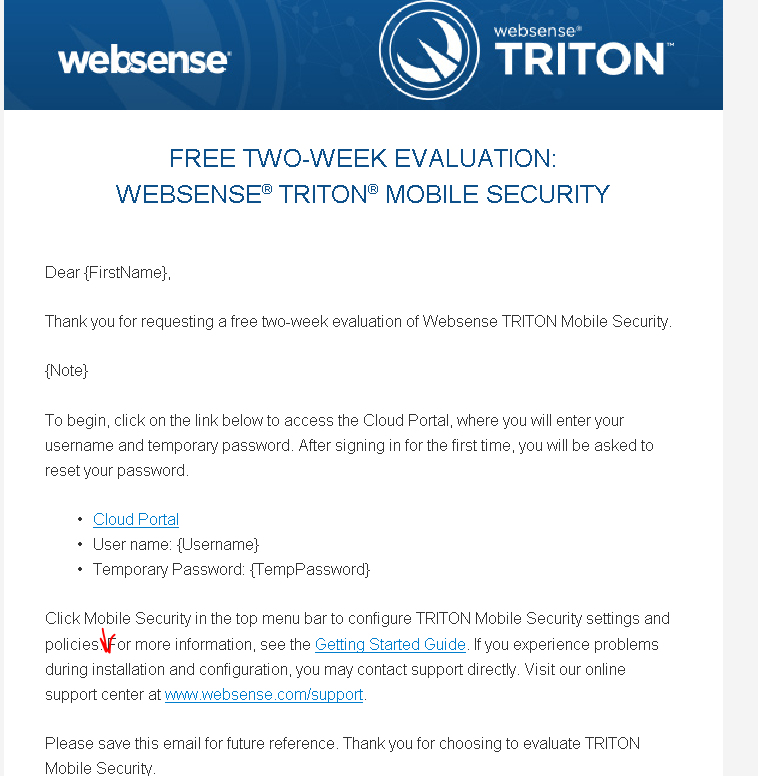 websense®
websense®
TRITON™
FREE TWO-WEEK EVALUATION:
WEBSENSE® TRITON® MOBILE SECURITY
Dear {FirstName},
Thank you for requesting a free two-week evaluation of Websense TRITON Mobile Security.
{Note}
To begin, click on the link below to access the Cloud Portal, where you will enter your
username and temporary password. After signing in for the first time, you will be asked to
reset your password.
• Cloud Portal
• User name: {Username}
• Temporary Password: {TempPassword}
Click Mobile Security in the top menu bar to configure TRITON Mobile Security settings and
policies. For more information, see the Getting Started Guide. If you experience problems
during installation and configuration, you may contact support directly. Visit our online
support center at www.websense.com/support.
Please save this email for future reference. Thank you for choosing to evaluate TRITON
Mobile Security.